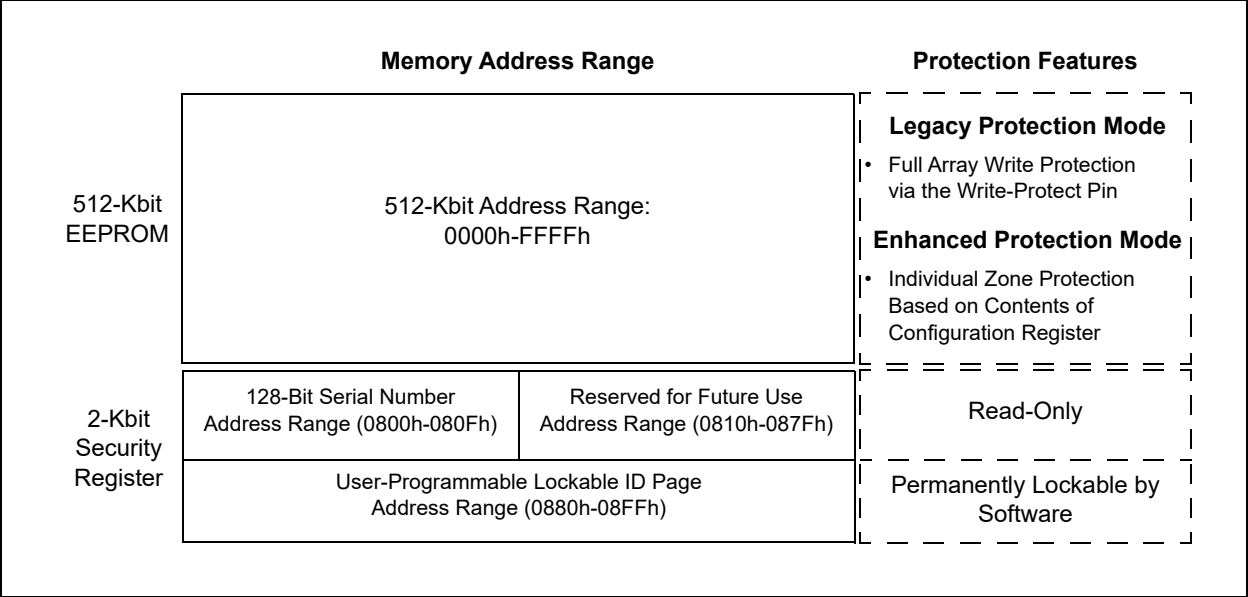 Memory Address Range
Protection Features
512-Kbit
EEPROM
512-Kbit Address Range:
0000h-FFFFh
Legacy Protection Mode
• Full Array Write Protection
via the Write-Protect Pin
Enhanced Protection Mode
• Individual Zone Protection
Based on Contents of
Configuration Register
2-Kbit
Security
Register
128-Bit Serial Number
Address Range (0800h-080Fh)
Reserved for Future Use
Address Range (0810h-087Fh)
Read-Only
User-Programmable Lockable ID Page
Address Range (0880h-08FFh)
Permanently Lockable by
Software